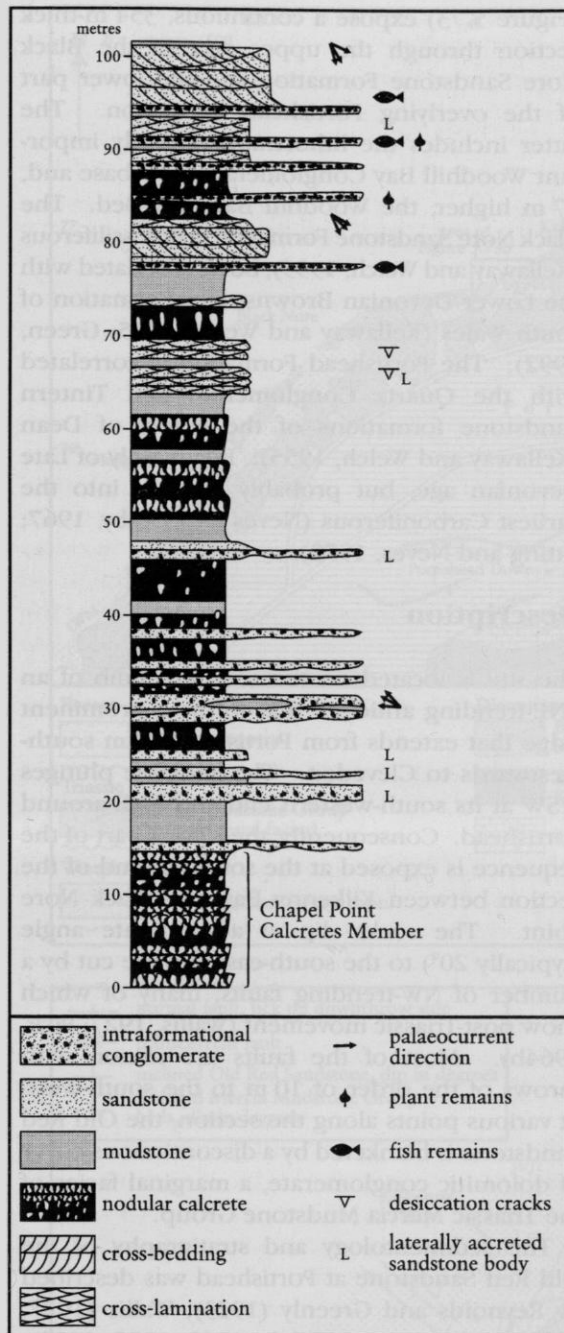 metres
100
90
80
70
60
50
40
30
20
10
0
L
L
L
L
L
L
Chapel Point
Calcretes Member
intraformational
conglomerate
sandstone
mudstone
nodular calcrete
cross-bedding
cross-lamination
palaeocurrent
direction
plant remains
fish remains
desiccation cracks
L
laterally accreted
sandstone body